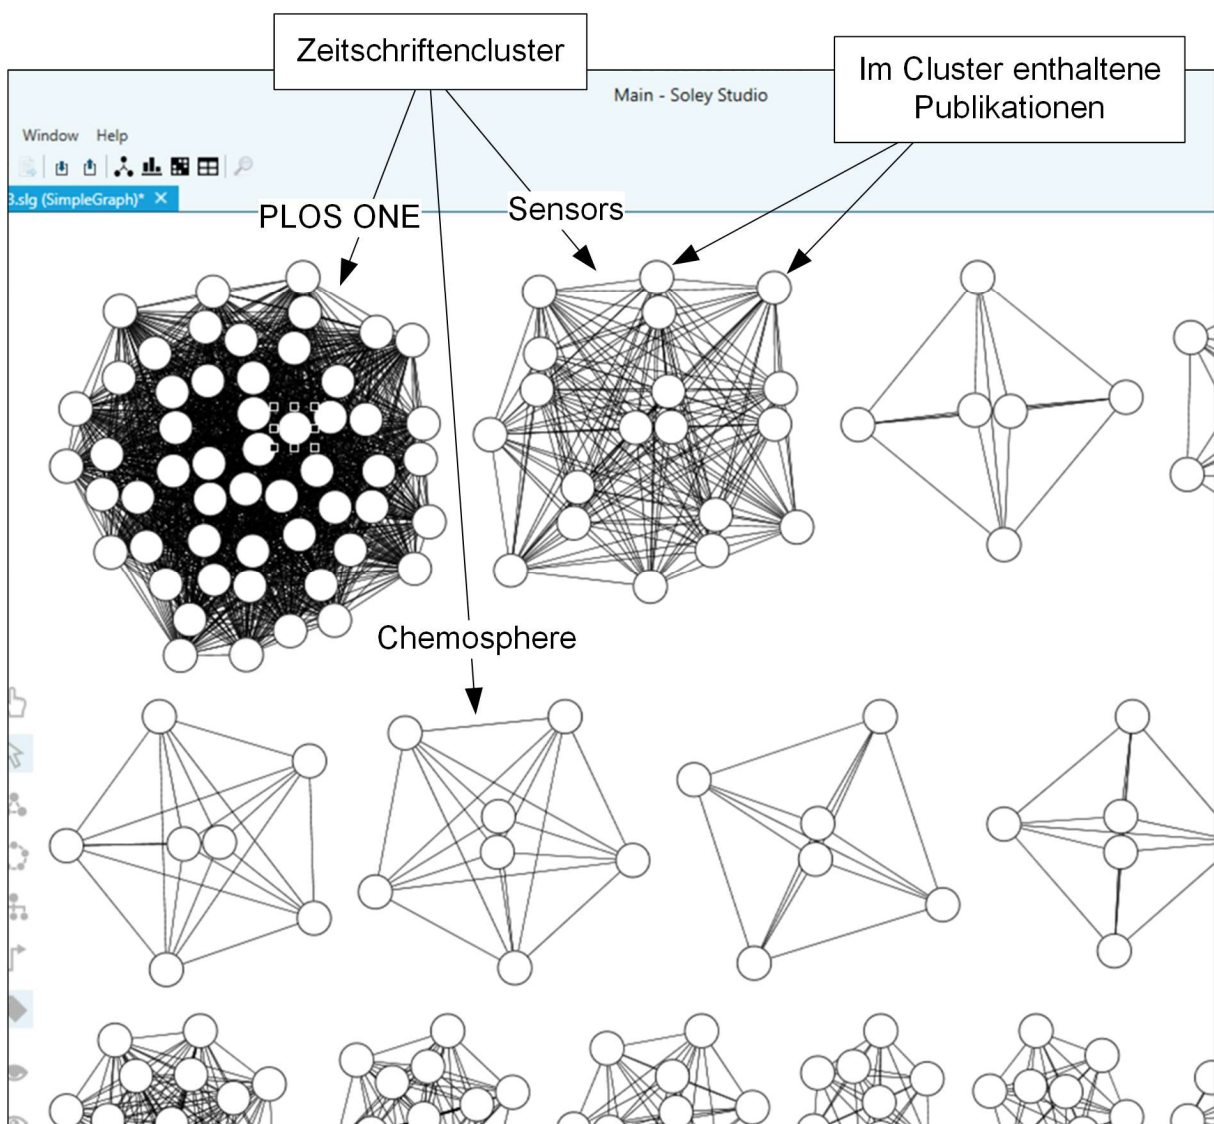 Zeitschriftencluster
Im Cluster enthaltene
Publikationen
Main - Soley Studio
Window Help
3.slg (SimpleGraph)* ✕
PLOS ONE
Sensors
Chemosphere